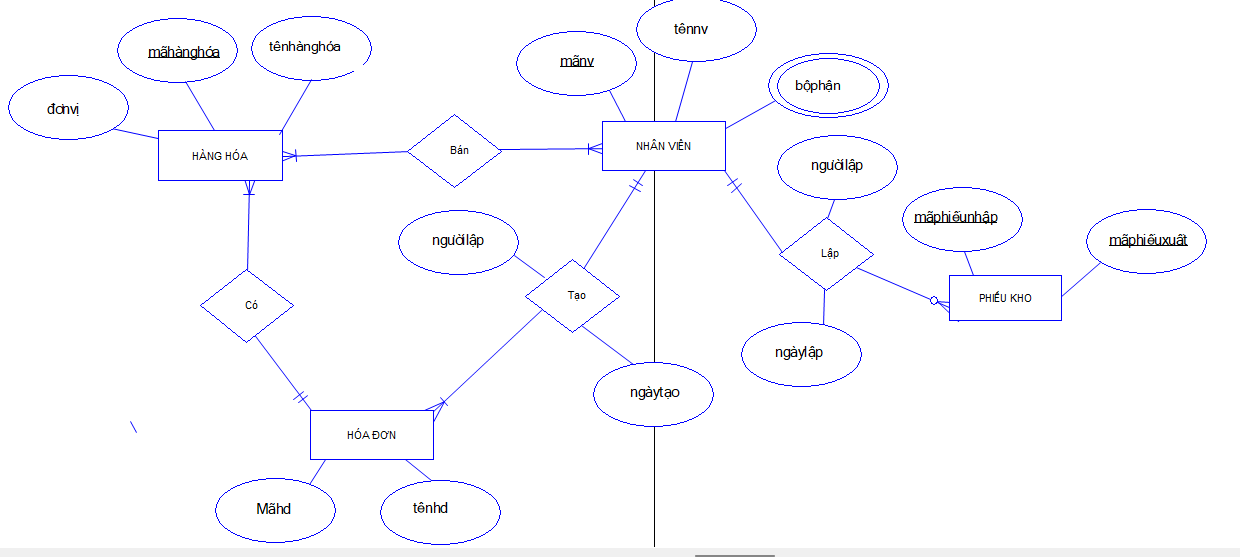 tênnv
mãhànghóa
tênhànghóa
mãnv
bộphận
đơnvị
HÀNG HÓA
Bán
NHÂN VIÊN
ngườilập
mãphiếunhập
mãphiếuxuất
ngườilập
Lập
PHIẾU KHO
Có
Tạo
ngàylập
ngàytạo
HÓA ĐƠN
Mãhd
tênhd